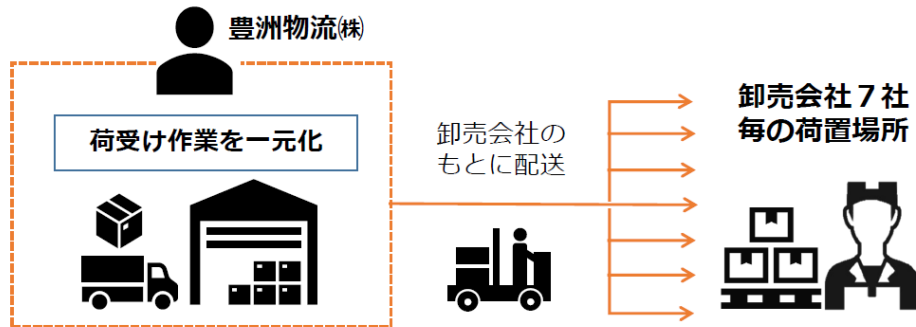 豊洲物流㈱
荷受け作業を一元化
卸売会社の
もとに配送
卸売会社７社
毎の荷置場所